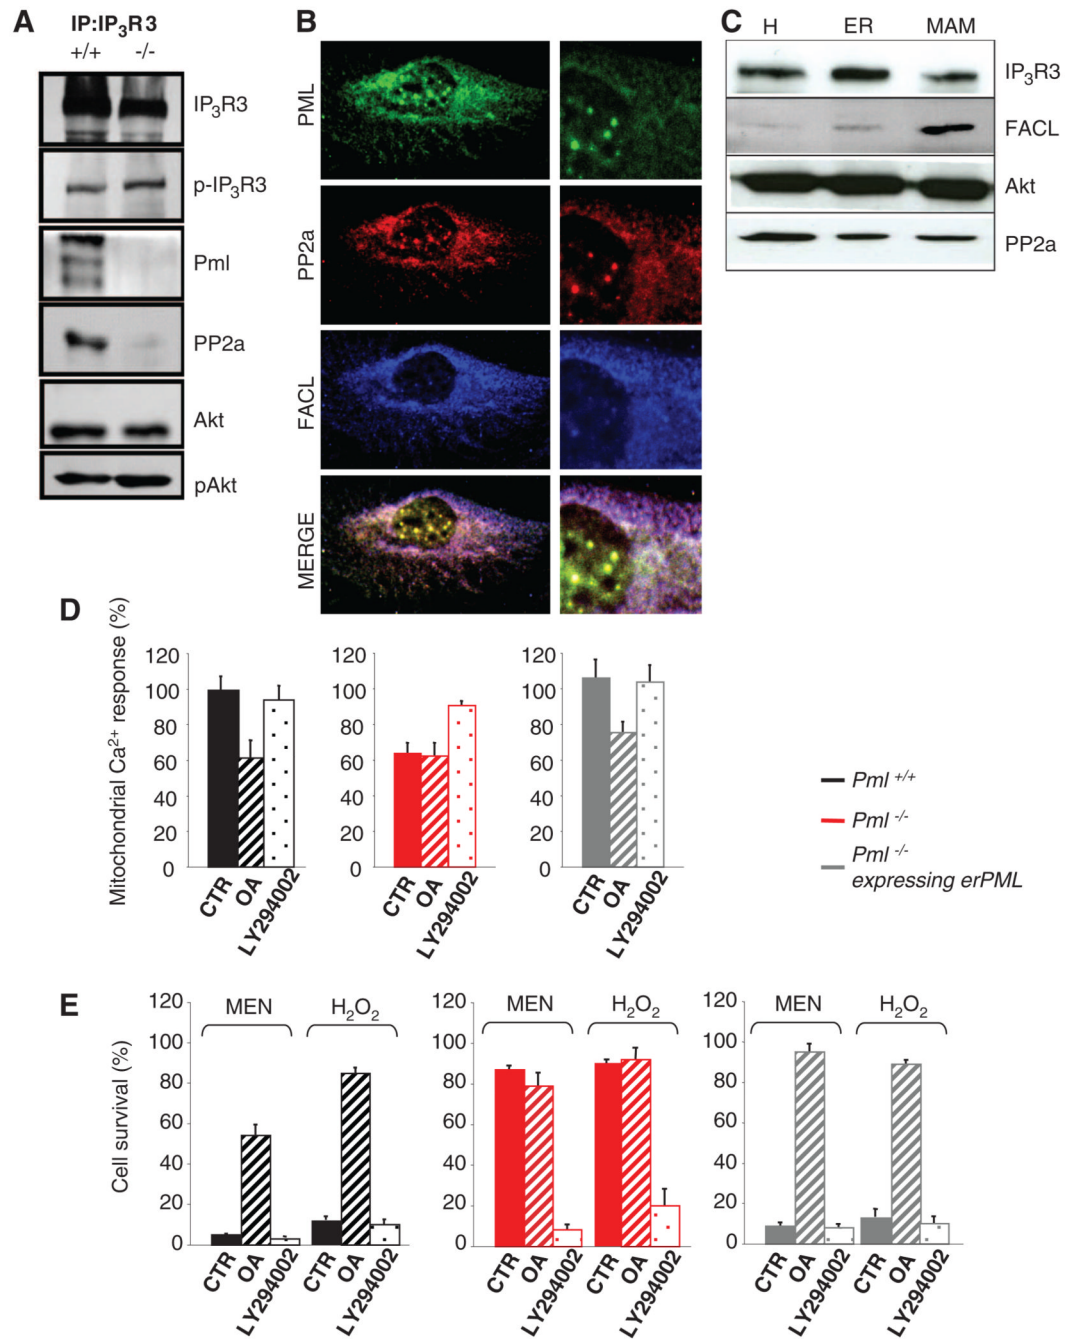 A
IP:IP3R3
+/+ -/-
IP3R3
p-IP3R3
Pml
PP2a
Akt
pAkt
B
PML
PP2a
FACL
MERGE
C
H ER MAM
IP3R3
FACL
Akt
PP2a
D
Mitochondrial Ca2+ response (%)
120
100
80
60
40
20
0
CTR
OA
LY294002
120
100
80
60
40
20
0
CTR
OA
LY294002
120
100
80
60
40
20
0
CTR
OA
LY294002
Pml +/+
Pml -/-
Pml -/-
expressing erPML
E
Cell survival (%)
MEN H2O2
120
100
80
60
40
20
0
CTR
OA
LY294002
CTR
OA
LY294002
MEN H2O2
120
100
80
60
40
20
0
CTR
OA
LY294002
CTR
OA
LY294002
MEN H2O2
120
100
80
60
40
20
0
CTR
OA
LY294002
CTR
OA
LY294002